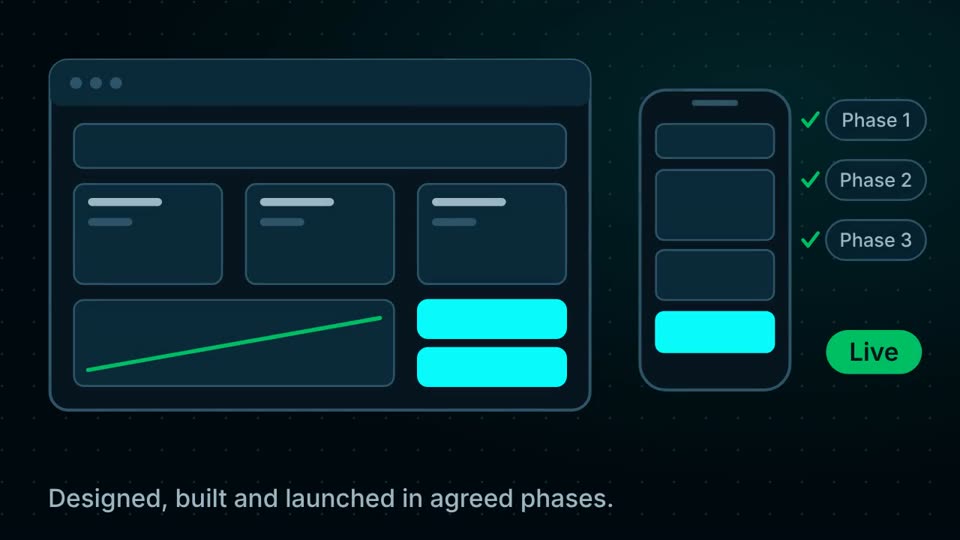 Phase 1
Phase 2
Phase 3
Live
Designed, built and launched in agreed phases.